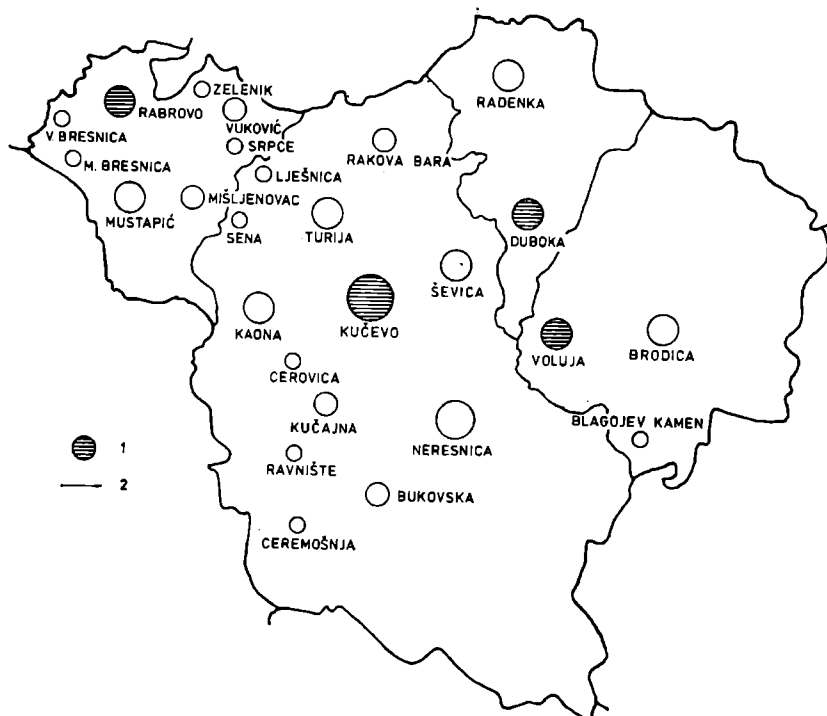 ZELENIK
RADENKA
RABROVO
VUKOVIĆ
V. BRESNICA
SRPCE
RAKOVA BARA
M. BRESNICA
LJEŠNICA
MIŠLJENOVAC
MUSTAPIĆ
SENA
TURIJA
DUBOKA
ŠEVICA
KAONA
KUČEVO
VOLUJA
BRODICA
CEROVICA
KUČAJNA
BLAGOJEV KAMEN
NERESNICA
1
RAVNIŠTE
2
BUKOVSKA
CEREMOŠNJA